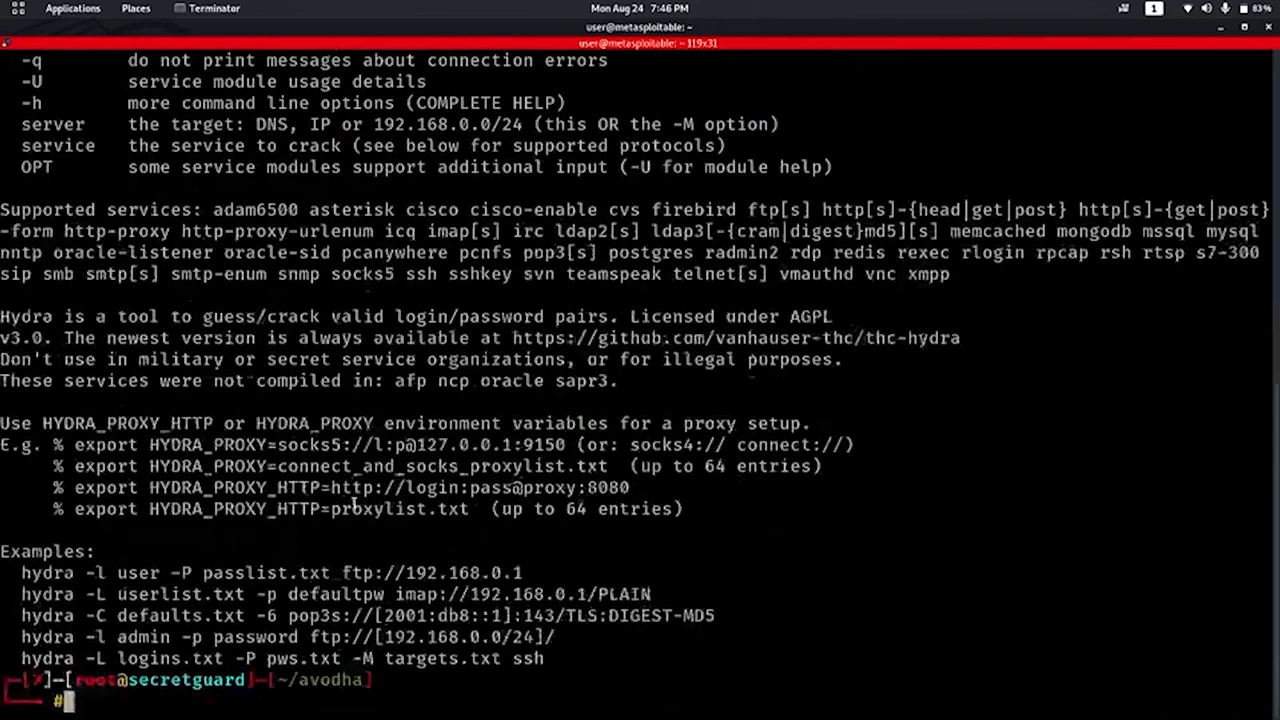 Applications Places Terminator Mon Aug 24 7:46 PM 1 83%
user@metasploitable: ~
user@metasploitable: ~ 119x31
-q do not print messages about connection errors
-U service module usage details
-h more command line options (COMPLETE HELP)
server the target: DNS, IP or 192.168.0.0/24 (this OR the -M option)
service the service to crack (see below for supported protocols)
OPT some service modules support additional input (-U for module help)
Supported services: adam6500 asterisk cisco cisco-enable cvs firebird ftp[s] http[s]-{head|get|post} http[s]-{get|post}
-form http-proxy http-proxy-urlenum icq imap[s] irc ldap2[s] ldap3[-{cram|digest}md5][s] memcached mongodb mssql mysql
nntp oracle-listener oracle-sid pcanywhere pcnfs pop3[s] postgres radmin2 rdp redis rexec rlogin rpcap rsh rtsp s7-300
sip smb smtp[s] smtp-enum snmp socks5 ssh sshkey svn teamspeak telnet[s] vmauthd vnc xmpp
Hydra is a tool to guess/crack valid login/password pairs. Licensed under AGPL
v3.0. The newest version is always available at https://github.com/vanhauser-thc/thc-hydra
Don't use in military or secret service organizations, or for illegal purposes.
These services were not compiled in: afp ncp oracle sapr3.
Use HYDRA_PROXY_HTTP or HYDRA_PROXY environment variables for a proxy setup.
E.g. % export HYDRA_PROXY=socks5://l:p@127.0.0.1:9150 (or: socks4:// connect://)
% export HYDRA_PROXY=connect_and_socks_proxylist.txt (up to 64 entries)
% export HYDRA_PROXY_HTTP=http://login:pass@proxy:8080
% export HYDRA_PROXY_HTTP=proxylist.txt (up to 64 entries)
Examples:
hydra -l user -P passlist.txt ftp://192.168.0.1
hydra -L userlist.txt -p defaultpw imap://192.168.0.1/PLAIN
hydra -C defaults.txt -6 pop3s://[2001:db8::1]:143/TLS:DIGEST-MD5
hydra -l admin -p password ftp://[192.168.0.0/24]/
hydra -L logins.txt -P pws.txt -M targets.txt ssh
┌─[✗]─[root@secretguard]─[~/avodha]
└──╼ #